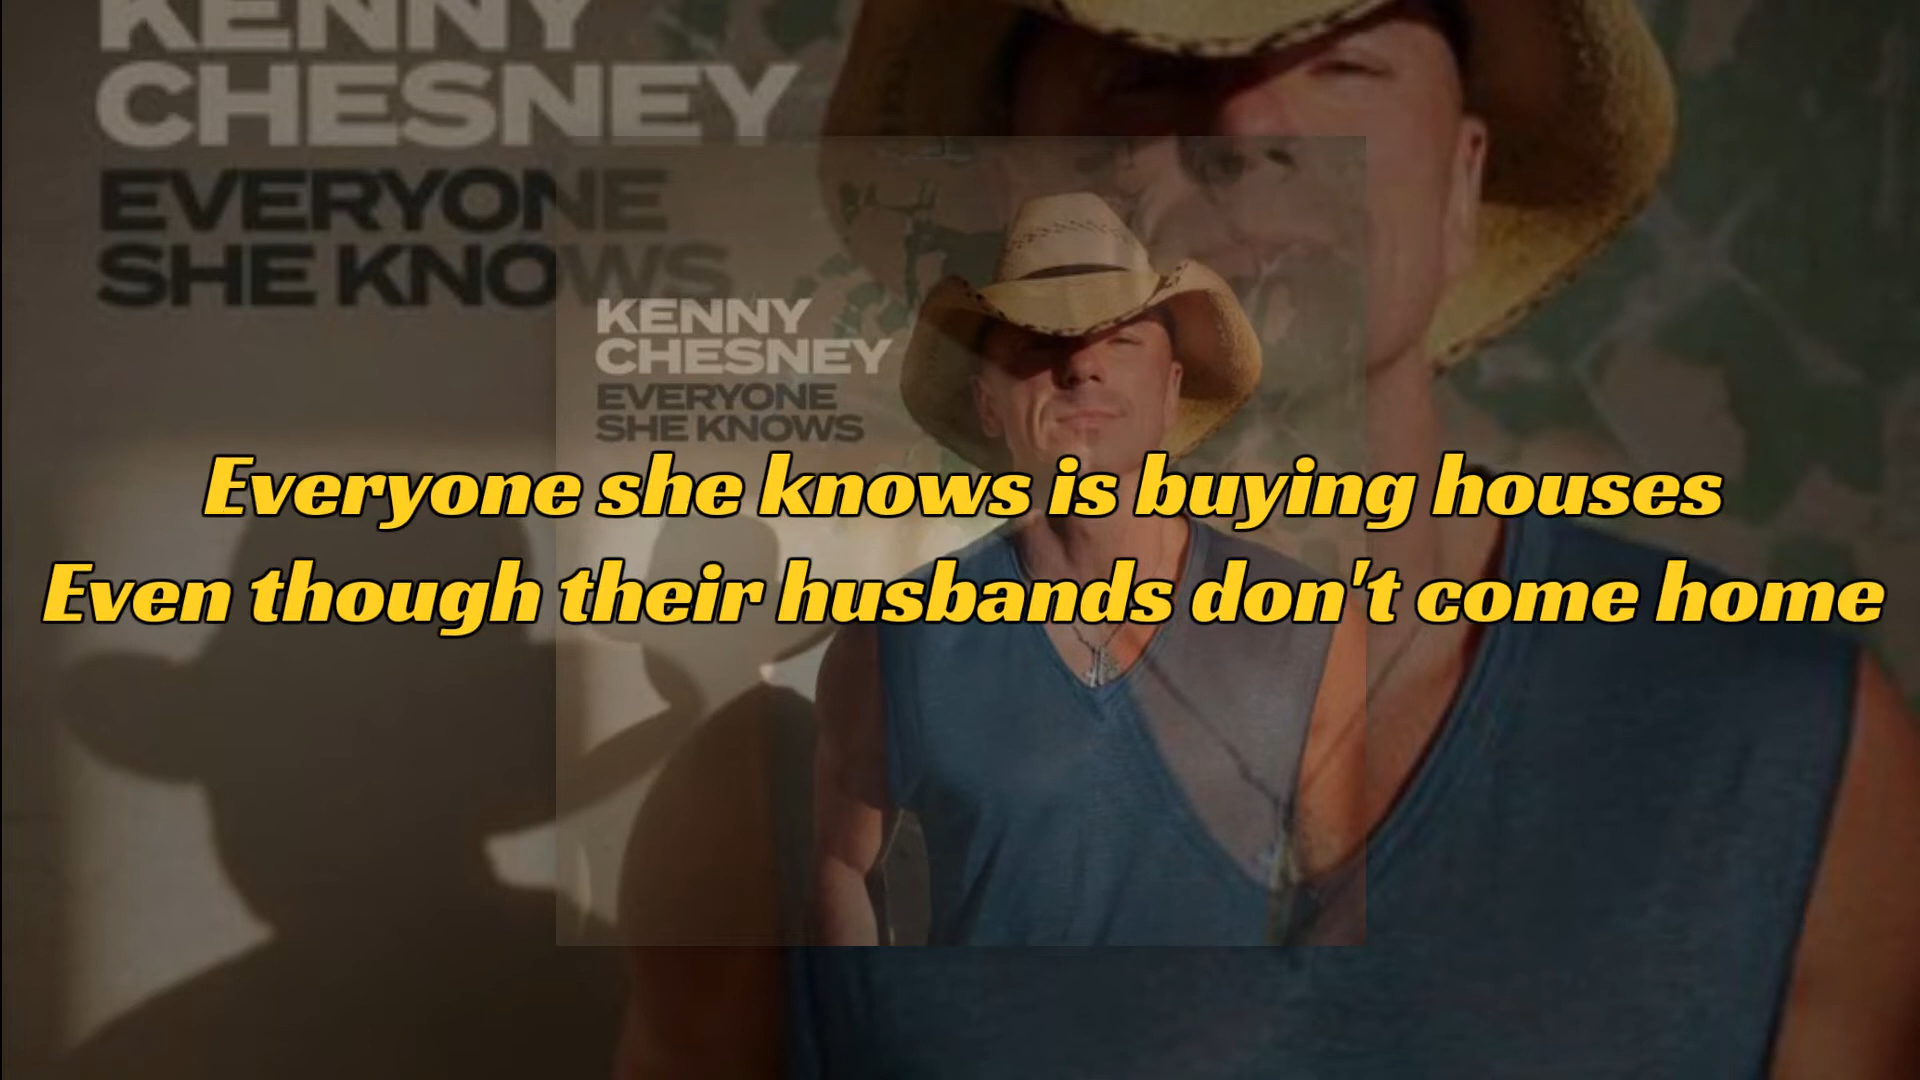 KENNY
CHESNEY
EVERYONE
SHE KNOWS
KENNY
CHESNEY
EVERYONE
SHE KNOWS
Everyone she knows is buying houses
Even though their husbands don't come home